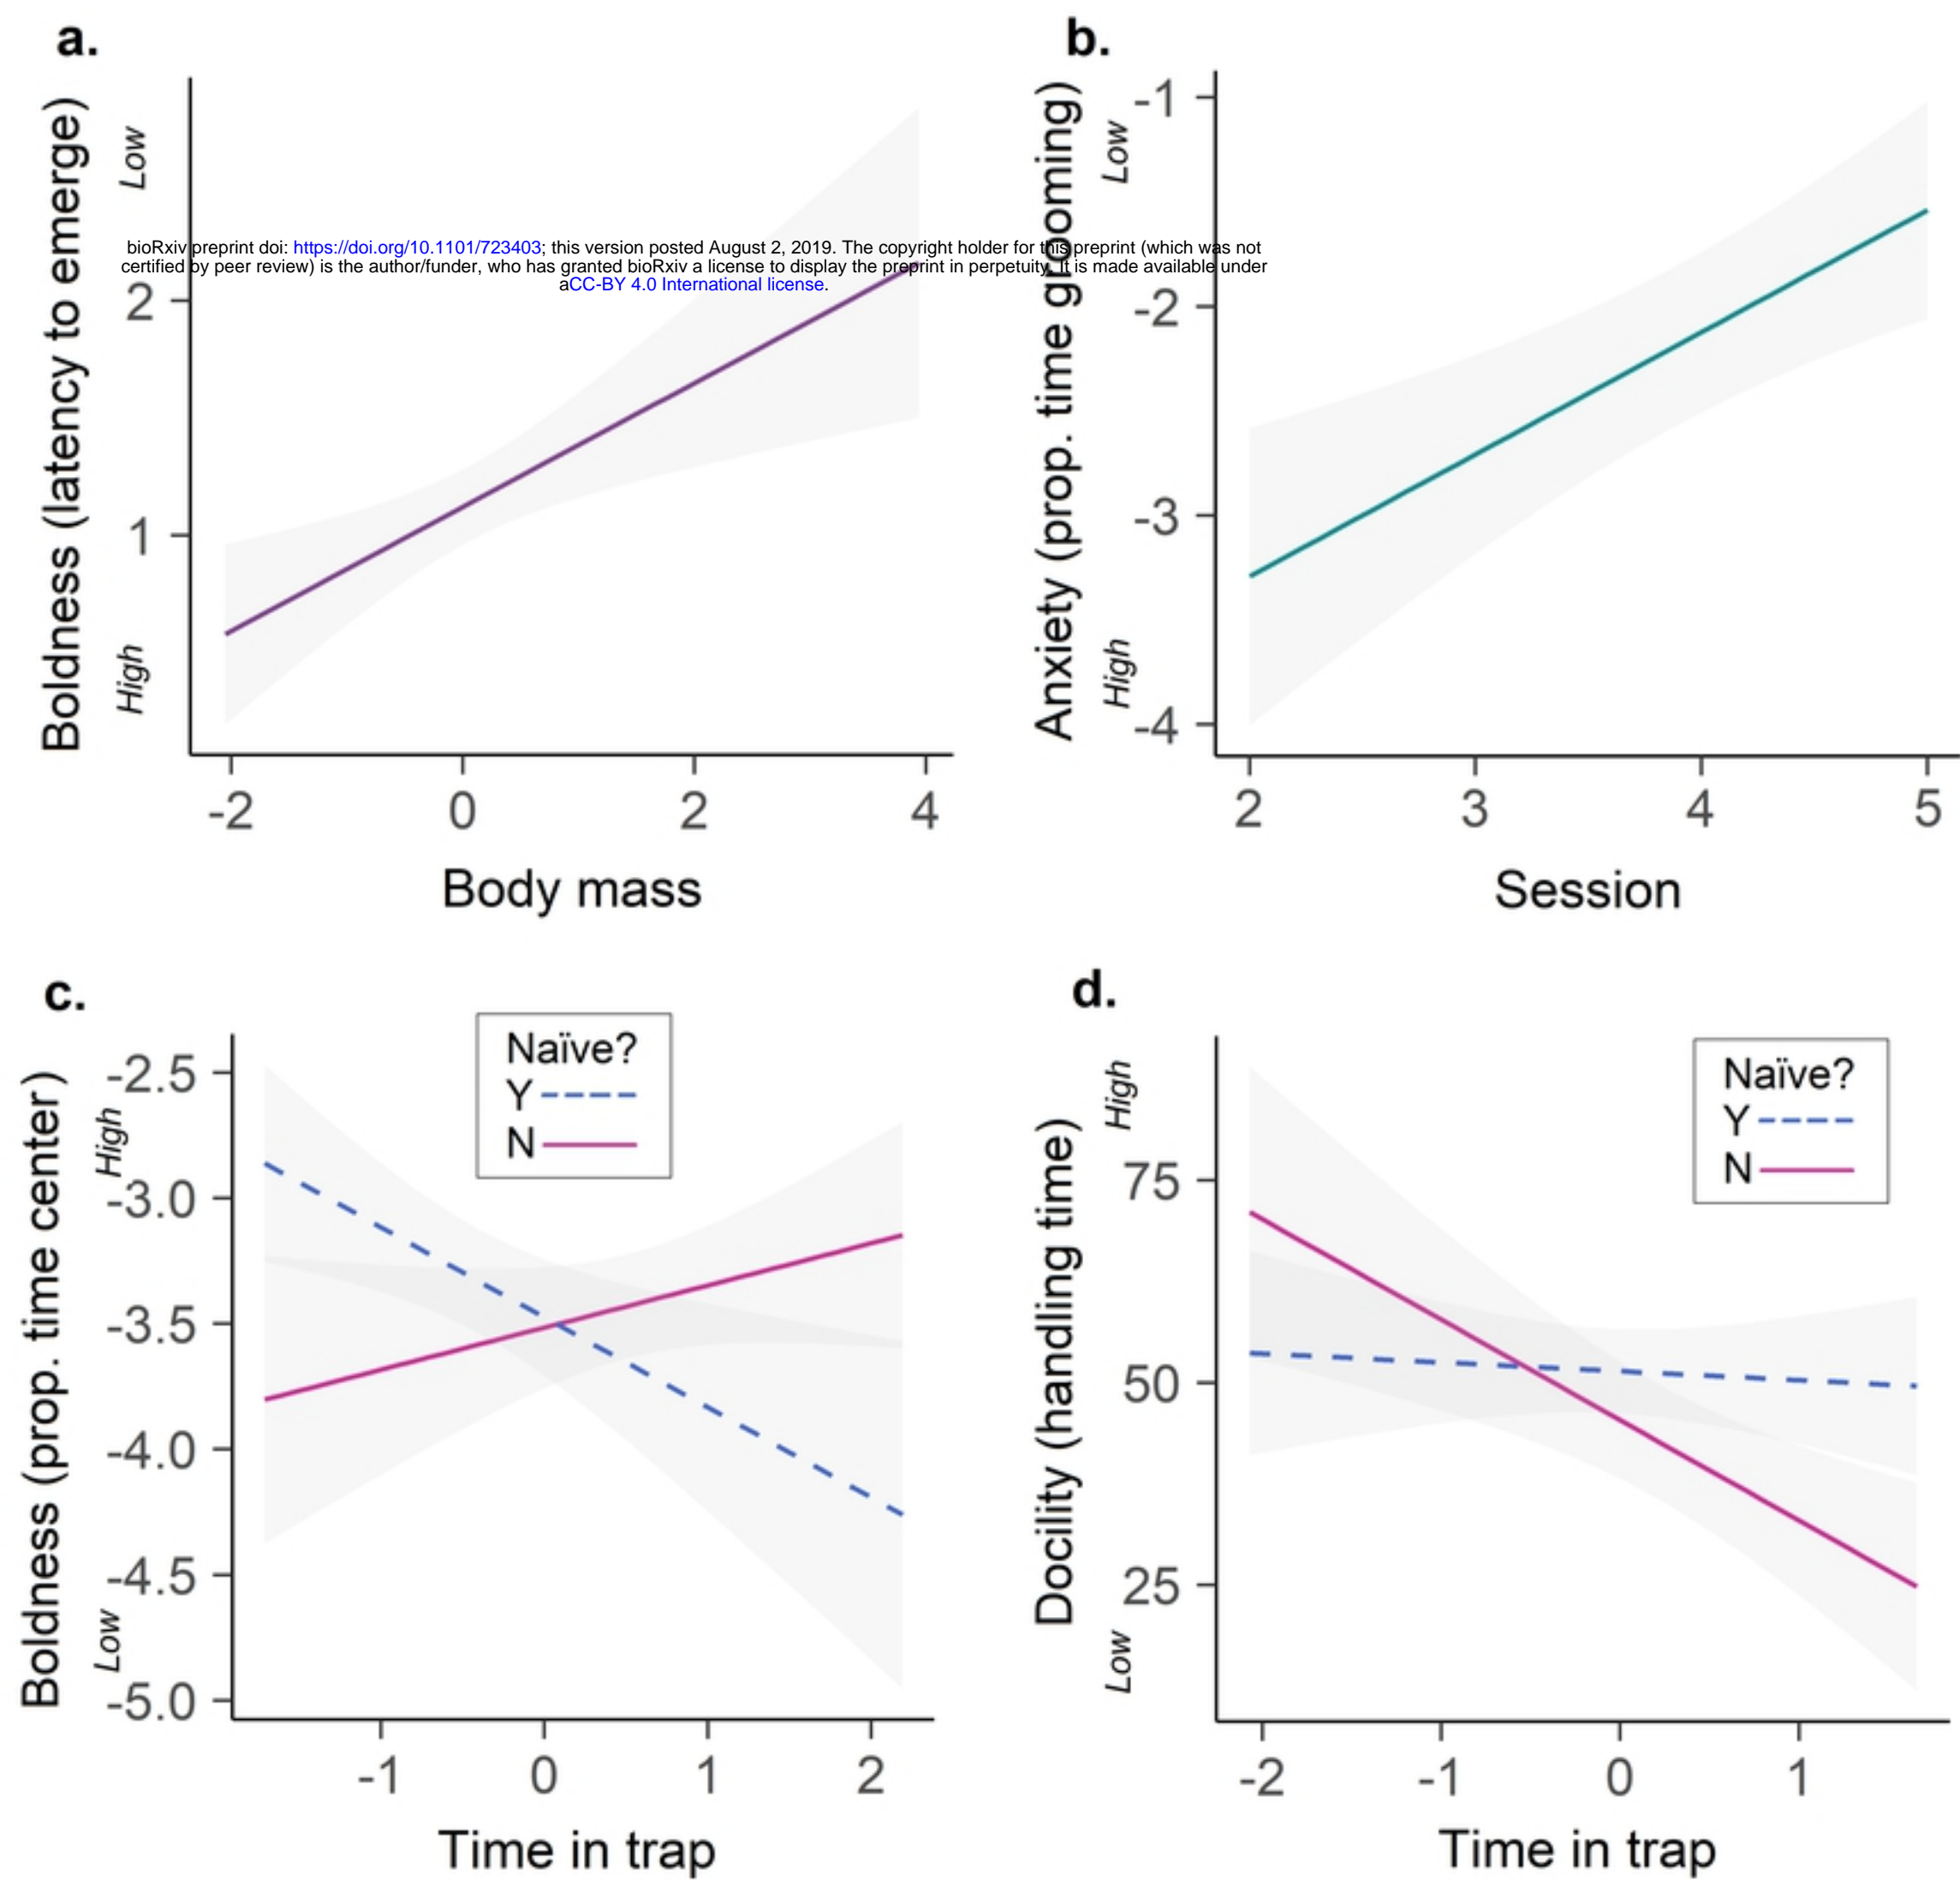 a.
Boldness (latency to emerge)
Low
High
2
1
-2
0
2
4
Body mass
b.
Anxiety (prop. time grooming)
Low
High
-1
-2
-3
-4
2
3
4
5
Session
bioRxiv preprint doi: https://doi.org/10.1101/723403; this version posted August 2, 2019. The copyright holder for this preprint (which was not
certified by peer review) is the author/funder, who has granted bioRxiv a license to display the preprint in perpetuity. It is made available under
aCC-BY 4.0 International license.
c.
Boldness (prop. time center)
High
Low
-2.5
-3.0
-3.5
-4.0
-4.5
-5.0
Naïve?
Y
N
-1
0
1
2
Time in trap
d.
Docility (handling time)
High
Low
75
50
25
Naïve?
Y
N
-2
-1
0
1
Time in trap